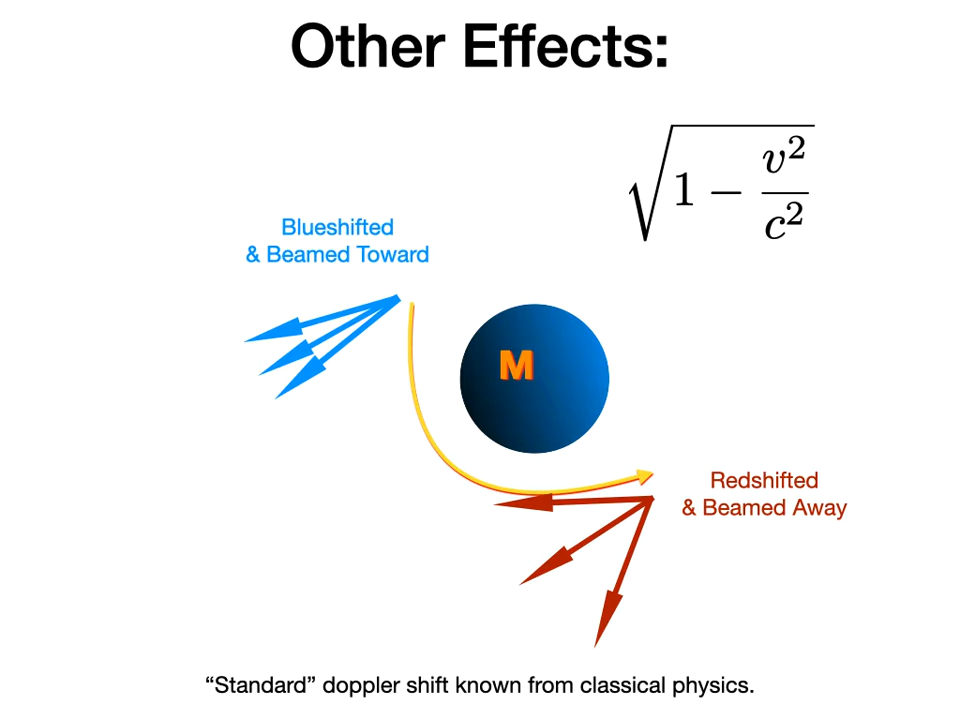 Other Effects:
√(1 − v²/c²)
Blueshifted
& Beamed Toward
M
Redshifted
& Beamed Away
“Standard” doppler shift known from classical physics.